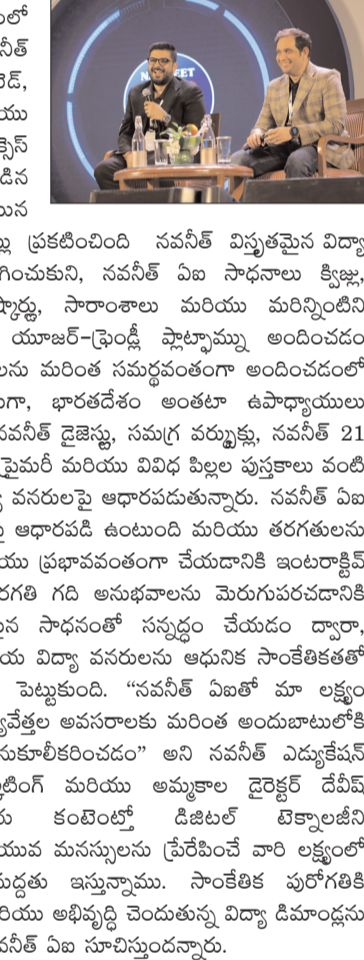 NAVNEET
ప్రకటించింది నవనీత్ విస్తృతమైన విద్యా
గించుకుని, నవనీత్ ఏఐ సాధనాలు క్విజ్లు,
సారాంశాలు మరియు మరిన్నింటిని
యూజర్-ఫ్రెండ్లీ ప్లాట్ఫామ్ను అందించడం
లను మరింత సమర్థవంతంగా అందించడంలో
గా, భారతదేశం అంతటా ఉపాధ్యాయులు
నవనీత్ డైజెస్ట్లు, సమగ్ర వర్క్బుక్లు, నవనీత్ 21
ప్రైమరీ మరియు వివిధ పిల్లల పుస్తకాలు వంటి
వనరులపై ఆధారపడుతున్నారు. నవనీత్ ఏఐ
పై ఆధారపడి ఉంటుంది మరియు తరగతులను
ప్రభావవంతంగా చేయడానికి ఇంటరాక్టివ్
రగతి గది అనుభవాలను మెరుగుపరచడానికి
మైన సాధనంతో సన్నద్ధం చేయడం ద్వారా,
య విద్యా వనరులను ఆధునిక సాంకేతికతతో
పెట్టుకుంది. “నవనీత్ ఏఐతో మా లక్ష్యం
వేత్తల అవసరాలకు మరింత అందుబాటులోకి
నుకూలీకరించడం” అని నవనీత్ ఎడ్యుకేషన్
టింగ్ మరియు అమ్మకాల డైరెక్టర్ దేవీష్
కంటెంట్తో డిజిటల్ టెక్నాలజీని
యువ మనస్సులను ప్రేరేపించే వారి లక్ష్యంలో
మద్దతు ఇస్తున్నాము. సాంకేతిక పురోగతికి
రియు అభివృద్ధి చెందుతున్న విద్యా డిమాండ్లను
వనీత్ ఏఐ సూచిస్తుందన్నారు.